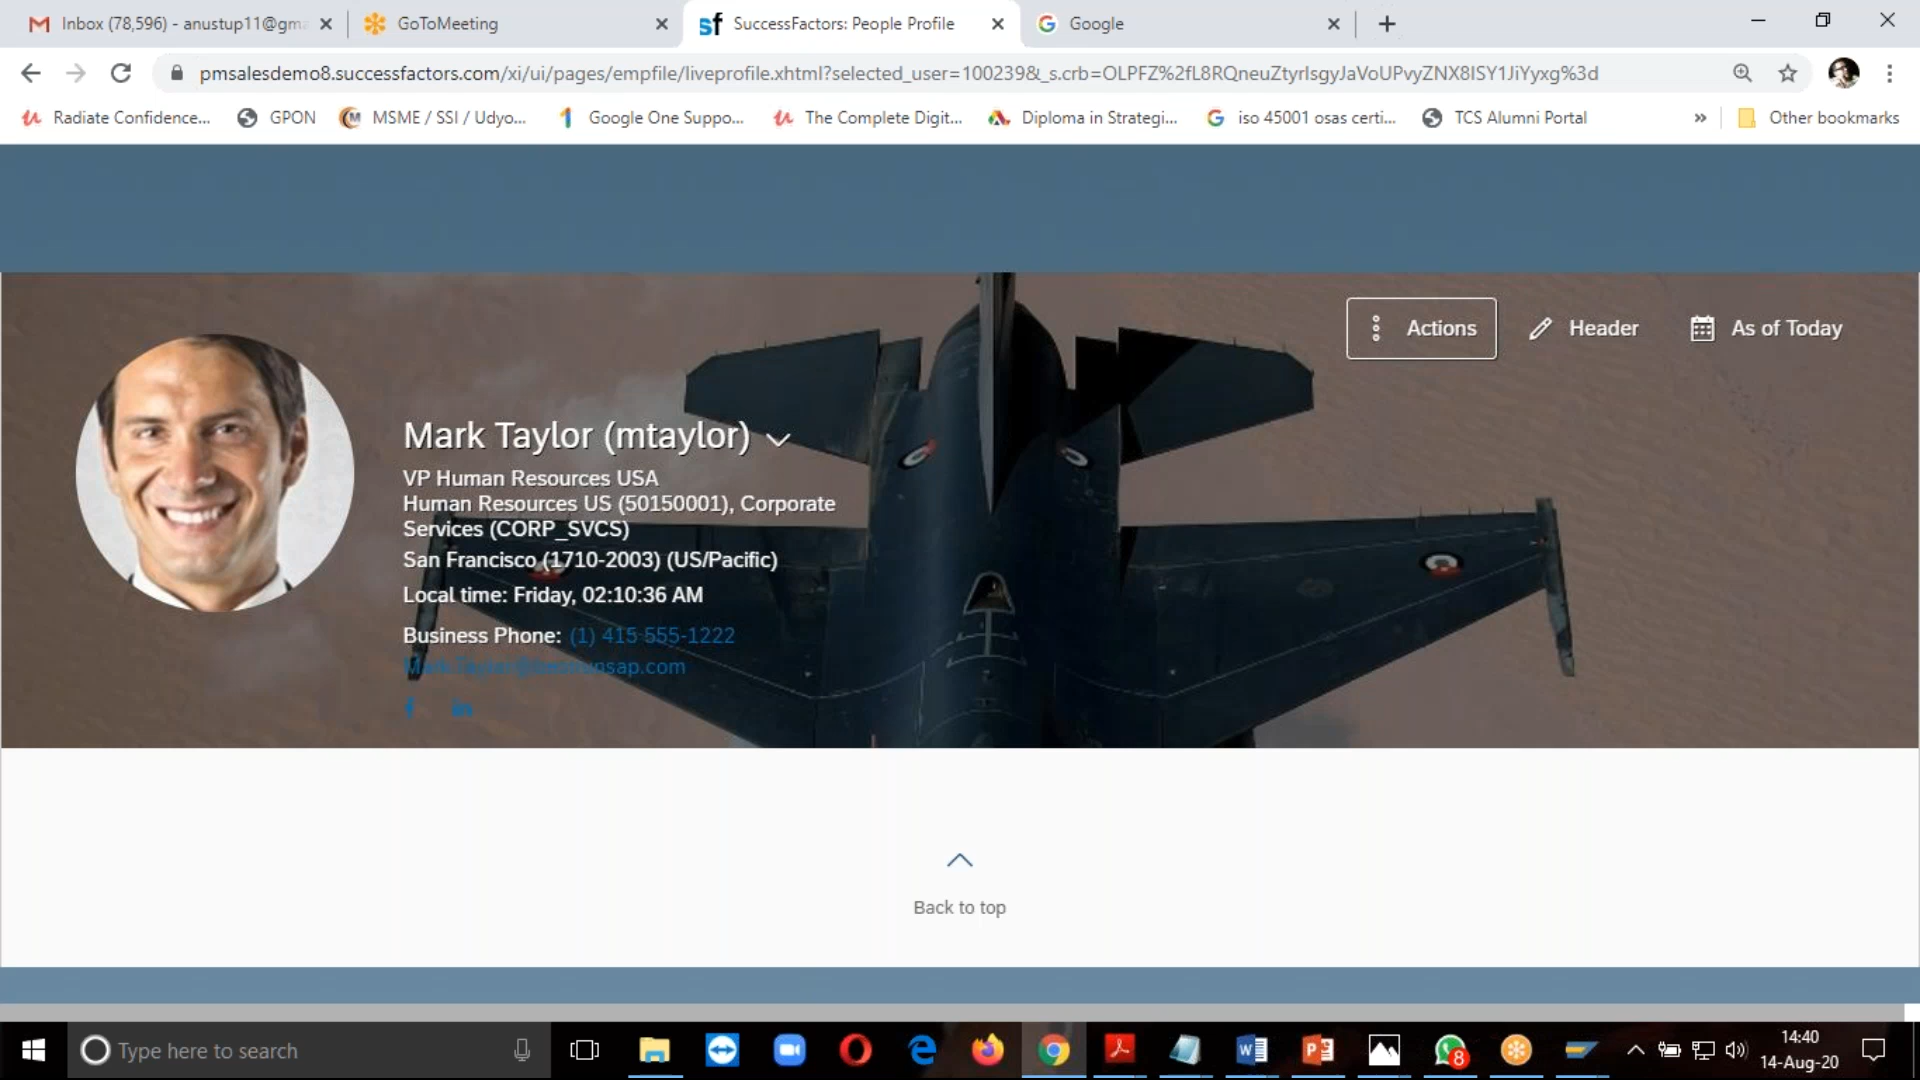 Inbox (78,596) - anustup11@gma
GoToMeeting
SuccessFactors: People Profile
Google
pmsalesdemo8.successfactors.com/xi/ui/pages/empfile/liveprofile.xhtml?selected_user=100239&_s.crb=OLPFZ%2fL8RQneuZtyrIsgyJaVoUPvyZNX8ISY1JiYyxg%3d
Radiate Confidence...
GPON
MSME / SSI / Udyo...
Google One Suppo...
The Complete Digit...
Diploma in Strategi...
iso 45001 osas certi...
TCS Alumni Portal
Other bookmarks
Actions
Header
As of Today
Mark Taylor (mtaylor)
VP Human Resources USA
Human Resources US (50150001), Corporate
Services (CORP_SVCS)
San Francisco (1710-2003) (US/Pacific)
Local time: Friday, 02:10:36 AM
Business Phone: (1) 415 555-1222
Back to top
Type here to search
8
14:40
14-Aug-20